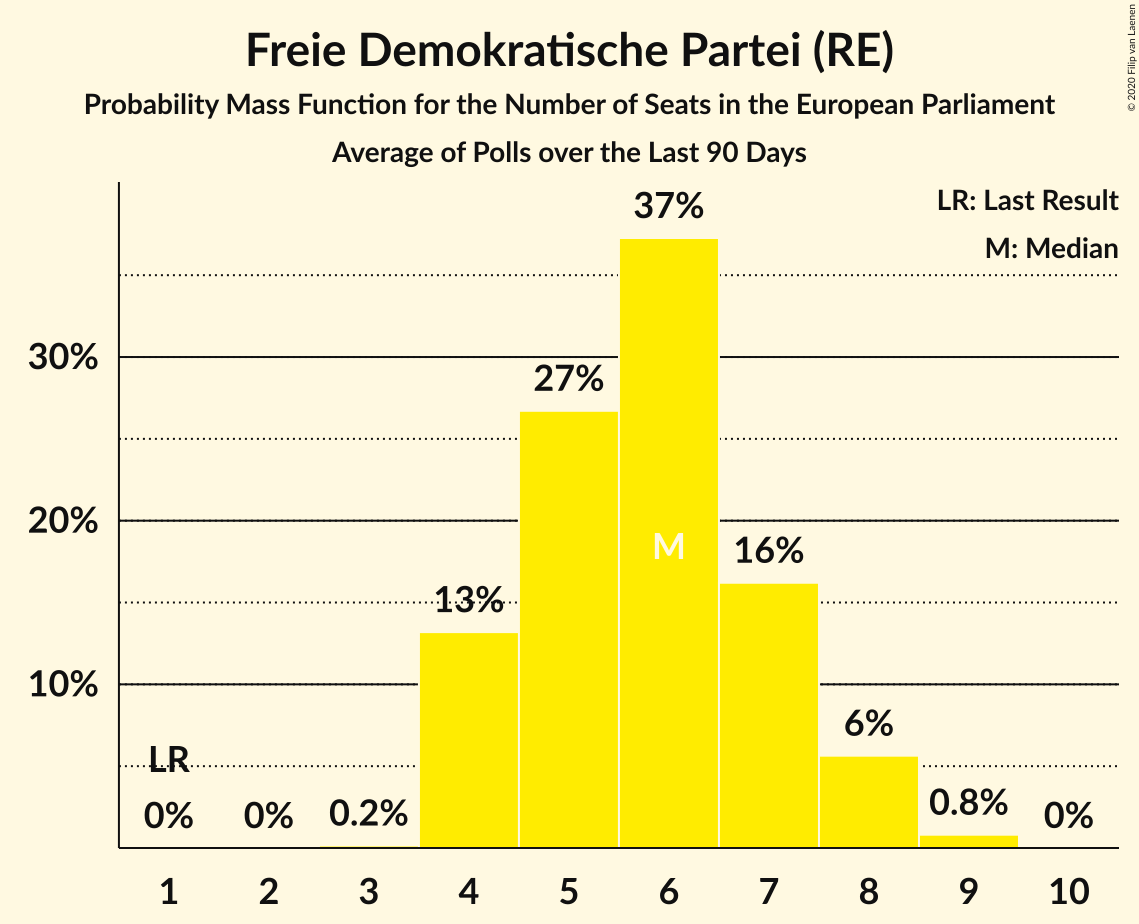 Freie Demokratische Partei (RE)
Probability Mass Function for the Number of Seats in the European Parliament
Average of Polls over the Last 90 Days
© 2020 Filip van Laenen
LR: Last Result
M: Median
37%
30%
27%
20%
M
16%
13%
10%
6%
LR
0%
0%
0.2%
0.8%
0%
1 2 3 4 5 6 7 8 9 10